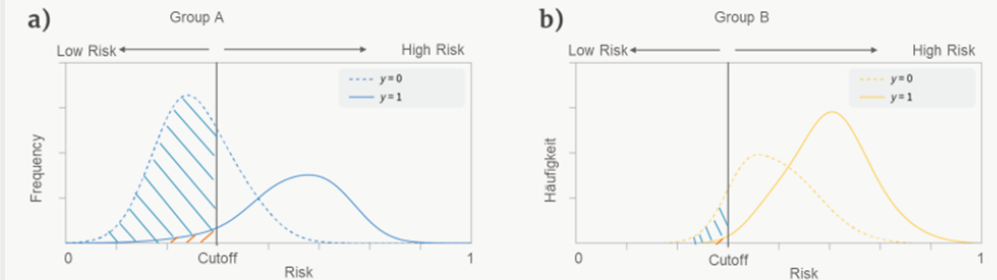 a)
Group A
Low Risk
High Risk
y=0
y=1
Frequency
0
Cutoff
1
Risk
b)
Group B
Low Risk
High Risk
y=0
y=1
Häufigkeit
0
Cutoff
1
Risk